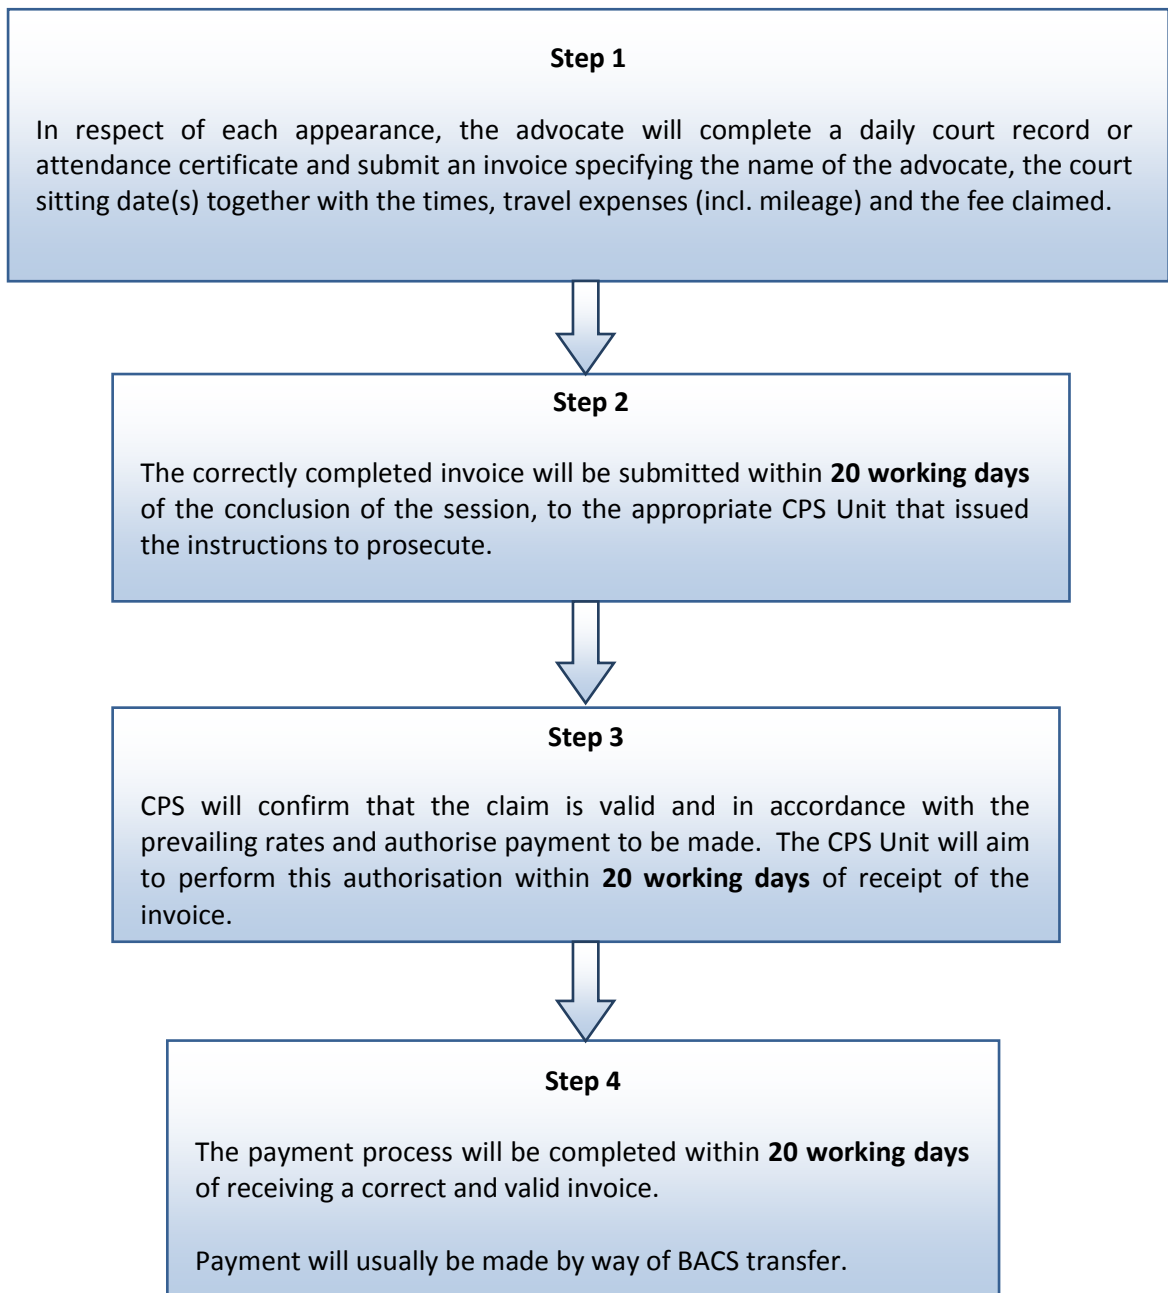 Step 1
In respect of each appearance, the advocate will complete a daily court record or
attendance certificate and submit an invoice specifying the name of the advocate, the court
sitting date(s) together with the times, travel expenses (incl. mileage) and the fee claimed.
Step 2
The correctly completed invoice will be submitted within 20 working days
of the conclusion of the session, to the appropriate CPS Unit that issued
the instructions to prosecute.
Step 3
CPS will confirm that the claim is valid and in accordance with the
prevailing rates and authorise payment to be made. The CPS Unit will aim
to perform this authorisation within 20 working days of receipt of the
invoice.
Step 4
The payment process will be completed within 20 working days
of receiving a correct and valid invoice.
Payment will usually be made by way of BACS transfer.